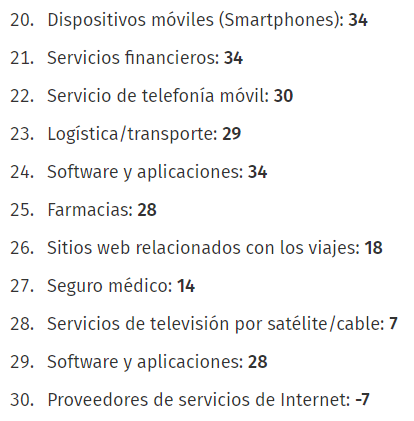 20. Dispositivos móviles (Smartphones): 34
21. Servicios financieros: 34
22. Servicio de telefonía móvil: 30
23. Logística/transporte: 29
24. Software y aplicaciones: 34
25. Farmacias: 28
26. Sitios web relacionados con los viajes: 18
27. Seguro médico: 14
28. Servicios de televisión por satélite/cable: 7
29. Software y aplicaciones: 28
30. Proveedores de servicios de Internet: -7